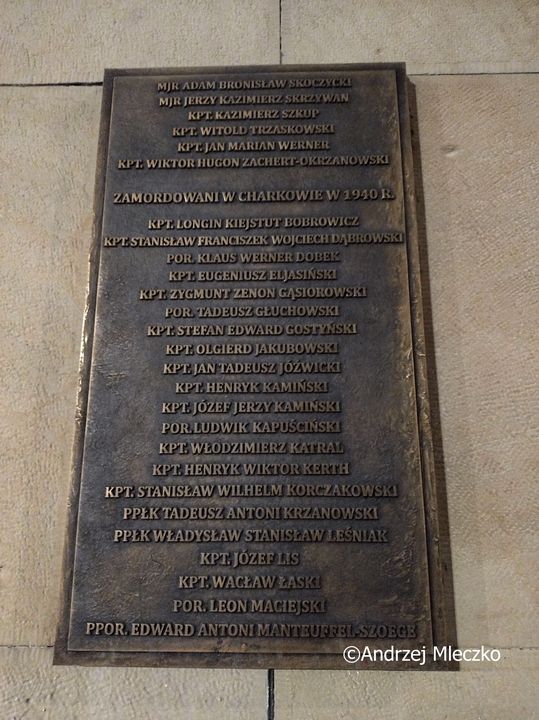 MJR ADAM BRONISŁAW SKOCZYCKI
MJR JERZY KAZIMIERZ SKRZYWAN
KPT. KAZIMIERZ SZKUP
KPT. WITOLD TRZASKOWSKI
KPT. JAN MARIAN WERNER
KPT. WIKTOR HUGON ZACHERT-OKRZANOWSKI
ZAMORDOWANI W CHARKOWIE W 1940 R.
KPT. LONGIN KIEJSTUT BOBROWICZ
KPT. STANISŁAW FRANCISZEK WOJCIECH DĄBROWSKI
POR. KLAUS WERNER DOBEK
KPT. EUGENIUSZ ELJASIŃSKI
KPT. ZYGMUNT ZENON GĄSIOROWSKI
POR. TADEUSZ GŁUCHOWSKI
KPT. STEFAN EDWARD GOSTYŃSKI
KPT. OLGIERD JAKUBOWSKI
KPT. JAN TADEUSZ JÓŹWICKI
KPT. HENRYK KAMIŃSKI
KPT. JÓZEF JERZY KAMIŃSKI
POR. LUDWIK KAPUŚCIŃSKI
KPT. WŁODZIMIERZ KATRAL
KPT. HENRYK WIKTOR KERTH
KPT. STANISŁAW WILHELM KORCZAKOWSKI
PPŁK TADEUSZ ANTONI KRZANOWSKI
PPŁK WŁADYSŁAW STANISŁAW LEŚNIAK
KPT. JÓZEF LIS
KPT. WACŁAW ŁASKI
POR. LEON MACIEJSKI
PPOR. EDWARD ANTONI MANTEUFFEL-SZOEGE
©Andrzej Mleczko